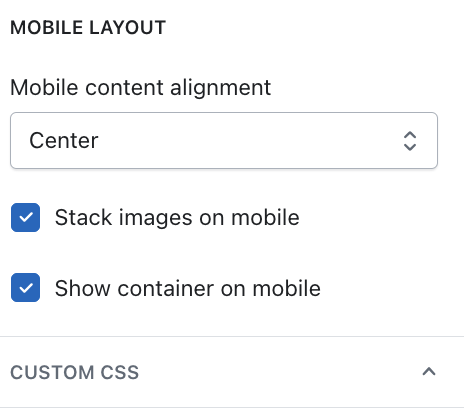 MOBILE LAYOUT
Mobile content alignment
Center
Stack images on mobile
Show container on mobile
CUSTOM CSS